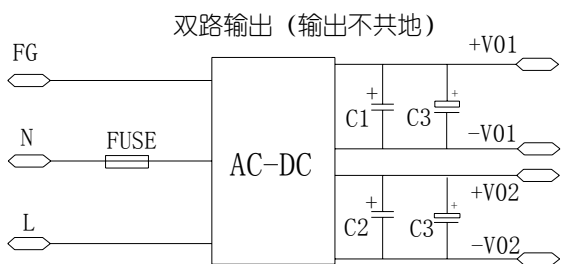 双路输出（输出不共地）
FG
+V01
+
C1
+
C3
N
FUSE
-V01
AC-DC
+V02
+
C2
+
C3
L
-V02